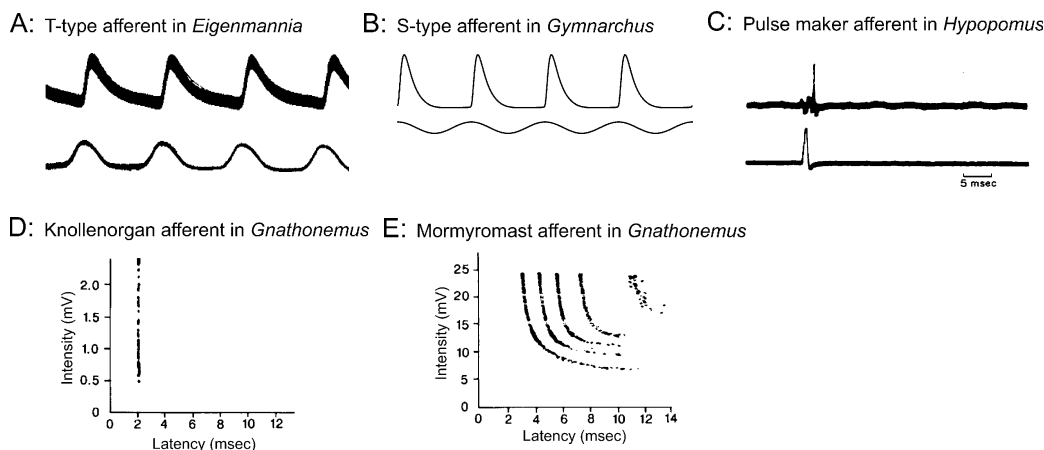 A: T-type afferent in Eigenmannia
B: S-type afferent in Gymnarchus
C: Pulse maker afferent in Hypopomus
5 msec
D: Knollenorgan afferent in Gnathonemus
Intensity (mV)
2.0
1.5
1.0
0.5
0
0 2 4 6 8 10 12
Latency (msec)
E: Mormyromast afferent in Gnathonemus
Intensity (mV)
25
20
15
10
5
0
0 2 4 6 8 10 12 14
Latency (msec)